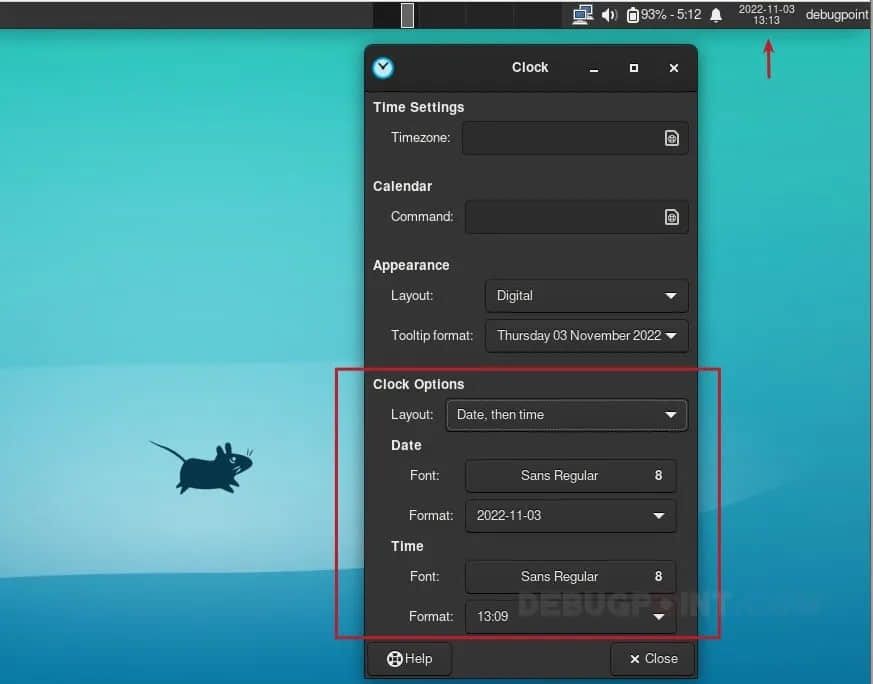 93% - 5:12
2022-11-03
13:13
debugpoint
Clock
Time Settings
Timezone:
Calendar
Command:
Appearance
Layout: Digital
Tooltip format: Thursday 03 November 2022
Clock Options
Layout: Date, then time
Date
Font: Sans Regular 8
Format: 2022-11-03
Time
Font: Sans Regular 8
Format: 13:09
DEBUGPOINT.COM
Help Close